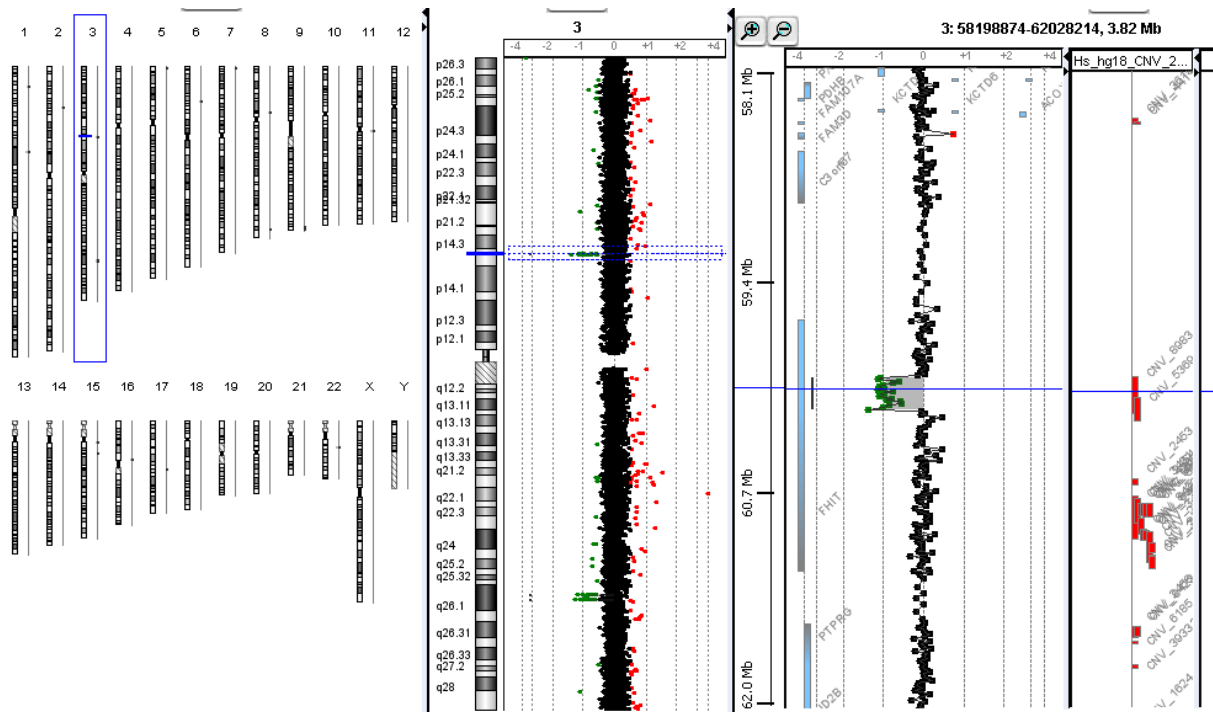 1 2 3 4 5 6 7 8 9 10 11 12
13 14 15 16 17 18 19 20 21 22 X Y
3
-4 -2 -1 0 +1 +2 +4
p26.3
p26.1
p25.2
p24.3
p24.1
p22.3
p21.2
p14.3
p14.1
p12.3
p12.1
q12.2
q13.11
q13.13
q13.31
q13.33
q21.2
q22.1
q22.3
q24
q25.2
q25.32
q26.1
q26.31
q26.33
q27.2
q28
3: 58198874-62028214, 3.82 Mb
-4 -2 -1 0 +1 +2 +4
Hs_hg18_CNV_2...
58.1 Mb
59.4 Mb
60.7 Mb
62.0 Mb
FAM107A
FAM3D
C3orf67
FHIT
PTPRG
KCTD6
CNV_8983
CNV_2463
CNV_6185
CNV_1624